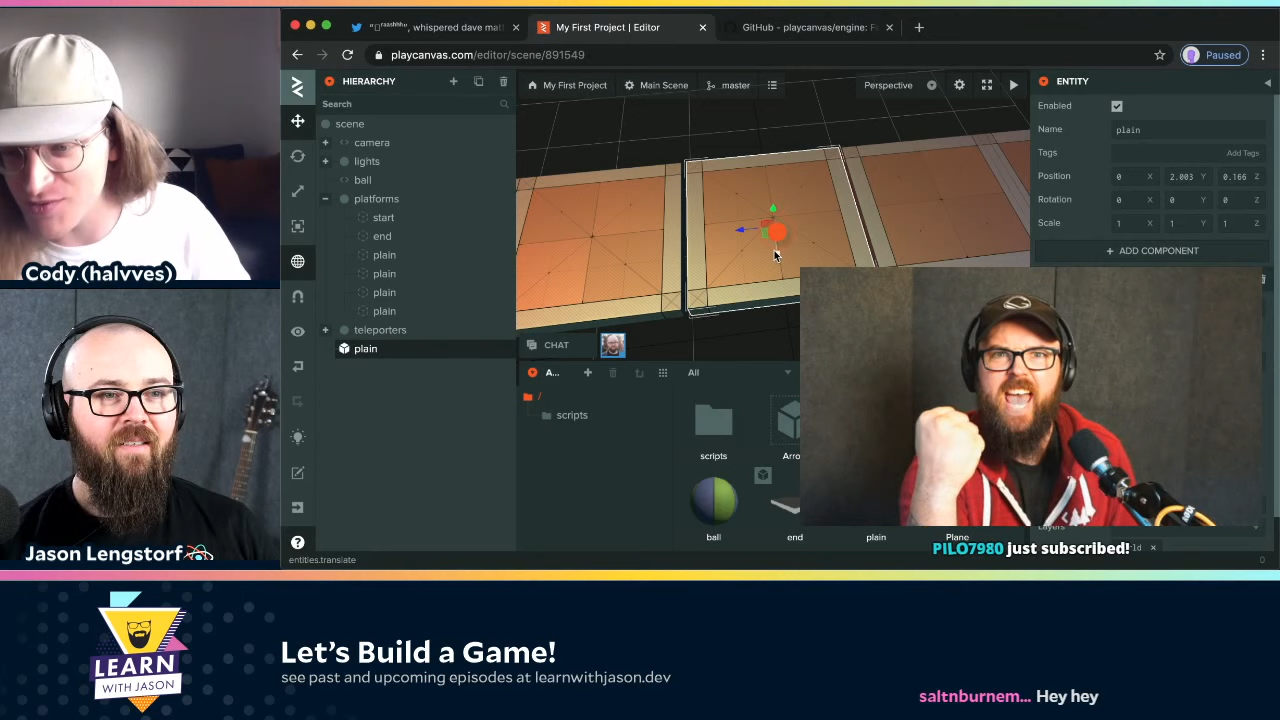 whispered dave mat
My First Project | Editor
GitHub - playcanvas/engine: F
playcanvas.com/editor/scene/891549
Paused
HIERARCHY
Search
scene
camera
lights
ball
platforms
start
end
plain
plain
plain
plain
teleporters
plain
entities.translate
My First Project
Main Scene
master
Perspective
CHAT
A...
All
/
scripts
scripts
Arro
ball
end
plain
Plane
ENTITY
Enabled
Name
plain
Tags
Add Tags
Position
0 X 2.003 Y 0.166 Z
Rotation
0 X 0 Y 0 Z
Scale
1 X 1 Y 1 Z
+ ADD COMPONENT
Layers
PILO7980 just subscribed!
0
Cody (halvves)
Jason Lengstorf
LEARN
WITH JASON
Let's Build a Game!
see past and upcoming episodes at learnwithjason.dev
saltnburnem... Hey hey